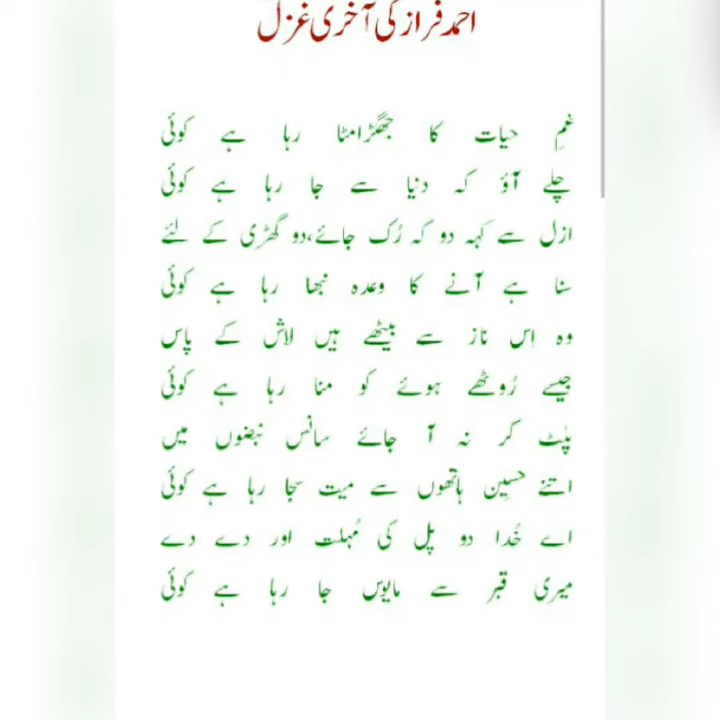 احمد فراز کی آخری غزل
غمِ حیات کا جھگڑا مٹا رہا ہے کوئی
چلے آؤ کہ دنیا سے جا رہا ہے کوئی
ازل سے کہہ دو کہ رُک جائے،دو گھڑی کے لئے
سنا ہے آنے کا وعدہ نبھا رہا ہے کوئی
وہ اِس ناز سے بیٹھے ہیں لاش کے پاس
جیسے رُوٹھے ہوئے کو منا رہا ہے کوئی
پلٹ کر نہ آ جائے سانس نبضوں میں
اتنے حسین ہاتھوں سے میت سجا رہا ہے کوئی
اے خُدا دو پل کی مُہلت اور دے دے
میری قبر سے مایوس جا رہا ہے کوئی